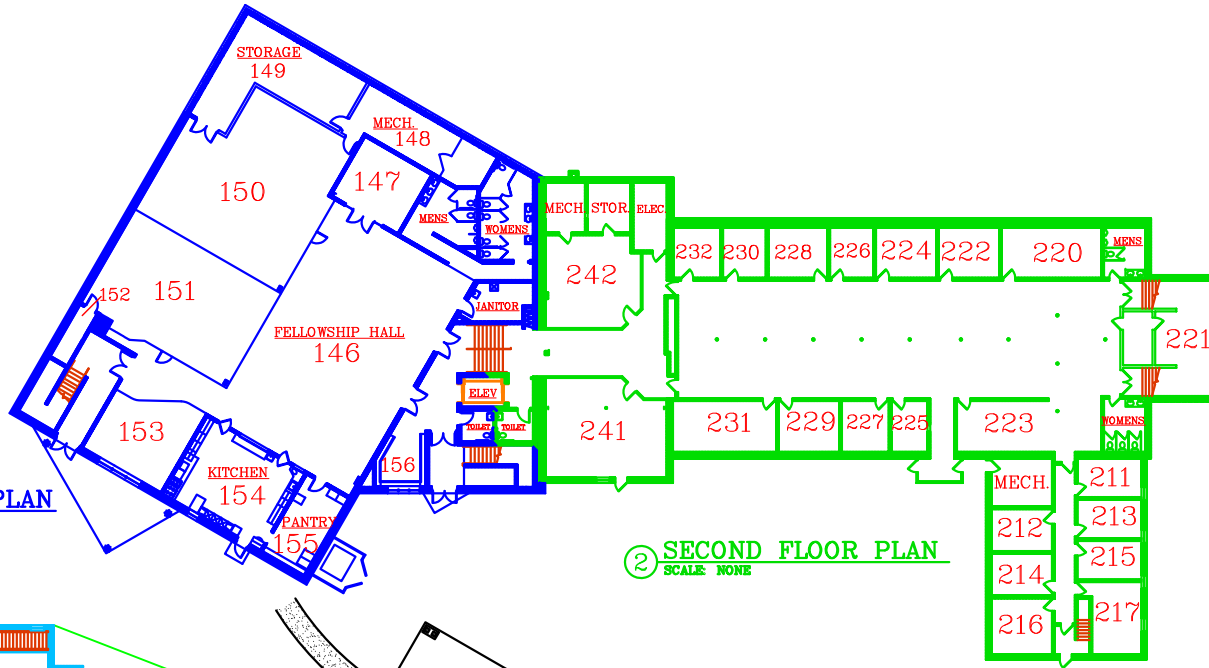 STORAGE
149
MECH.
148
147
150
MENS
WOMENS
151
152
JANITOR
FELLOWSHIP HALL
146
ELEV
TOILET
TOILET
153
KITCHEN
154
156
PANTRY
155
PLAN
MECH.
STOR.
ELEC.
242
232
230
228
226
224
222
220
MENS
221
241
231
229
227
225
223
WOMENS
MECH.
211
212
213
214
215
216
217
2
SECOND FLOOR PLAN
SCALE: NONE